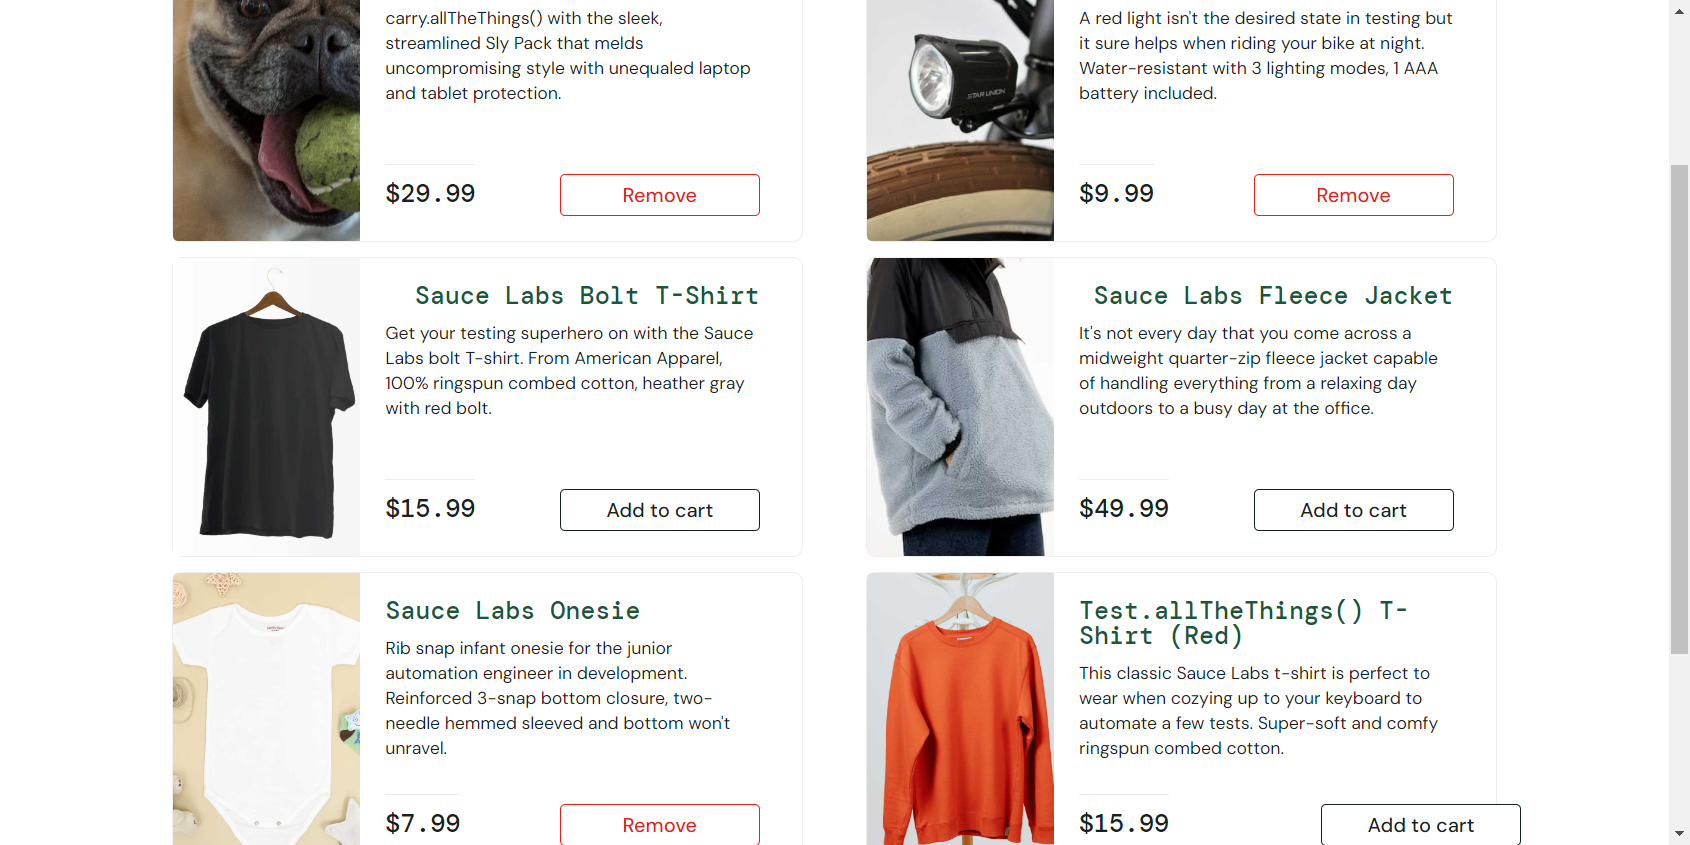 carry.allTheThings() with the sleek,
streamlined Sly Pack that melds
uncompromising style with unequaled laptop
and tablet protection.
$29.99
Remove
A red light isn't the desired state in testing but
it sure helps when riding your bike at night.
Water-resistant with 3 lighting modes, 1 AAA
battery included.
STAR UNION
$9.99
Remove
Sauce Labs Bolt T-Shirt
Get your testing superhero on with the Sauce
Labs bolt T-shirt. From American Apparel,
100% ringspun combed cotton, heather gray
with red bolt.
$15.99
Add to cart
Sauce Labs Fleece Jacket
It's not every day that you come across a
midweight quarter-zip fleece jacket capable
of handling everything from a relaxing day
outdoors to a busy day at the office.
$49.99
Add to cart
Sauce Labs Onesie
Rib snap infant onesie for the junior
automation engineer in development.
Reinforced 3-snap bottom closure, two-
needle hemmed sleeved and bottom won't
unravel.
$7.99
Remove
Test.allTheThings() T-
Shirt (Red)
This classic Sauce Labs t-shirt is perfect to
wear when cozying up to your keyboard to
automate a few tests. Super-soft and comfy
ringspun combed cotton.
$15.99
Add to cart